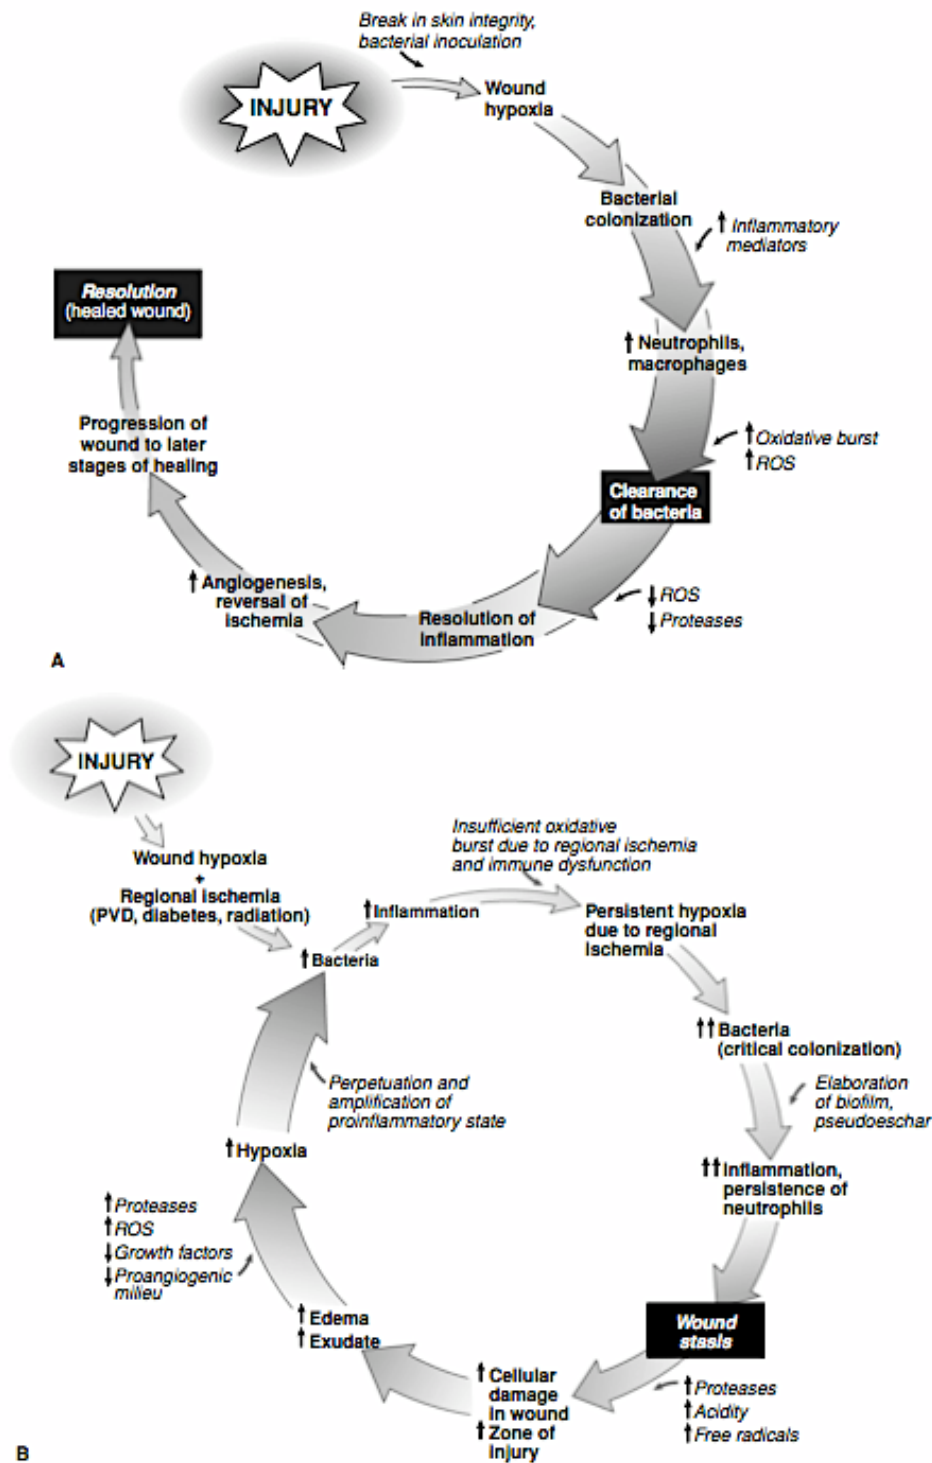 Break in skin integrity,
bacterial inoculation
INJURY
Wound
hypoxia
Bacterial
colonization
↑ Inflammatory
mediators
Resolution
(healed wound)
↑ Neutrophils,
macrophages
Progression of
wound to later
stages of healing
↑ Oxidative burst
↑ ROS
Clearance
of bacteria
↑ Angiogenesis,
reversal of
ischemia
Resolution of
inflammation
↓ ROS
↓ Proteases
A
INJURY
Wound hypoxia
+
Regional ischemia
(PVD, diabetes, radiation)
↑ Bacteria
↑ Inflammation
Insufficient oxidative
burst due to regional ischemia
and immune dysfunction
Persistent hypoxia
due to regional
ischemia
↑↑ Bacteria
(critical colonization)
Elaboration
of biofilm,
pseudoeschar
↑↑ Inflammation,
persistence of
neutrophils
Wound
stasis
↑ Proteases
↑ Acidity
↑ Free radicals
↑ Cellular
damage
in wound
↑ Zone of
injury
↑ Edema
↑ Exudate
↑ Proteases
↑ ROS
↓ Growth factors
↓ Proangiogenic
milieu
↑ Hypoxia
Perpetuation and
amplification of
proinflammatory state
B